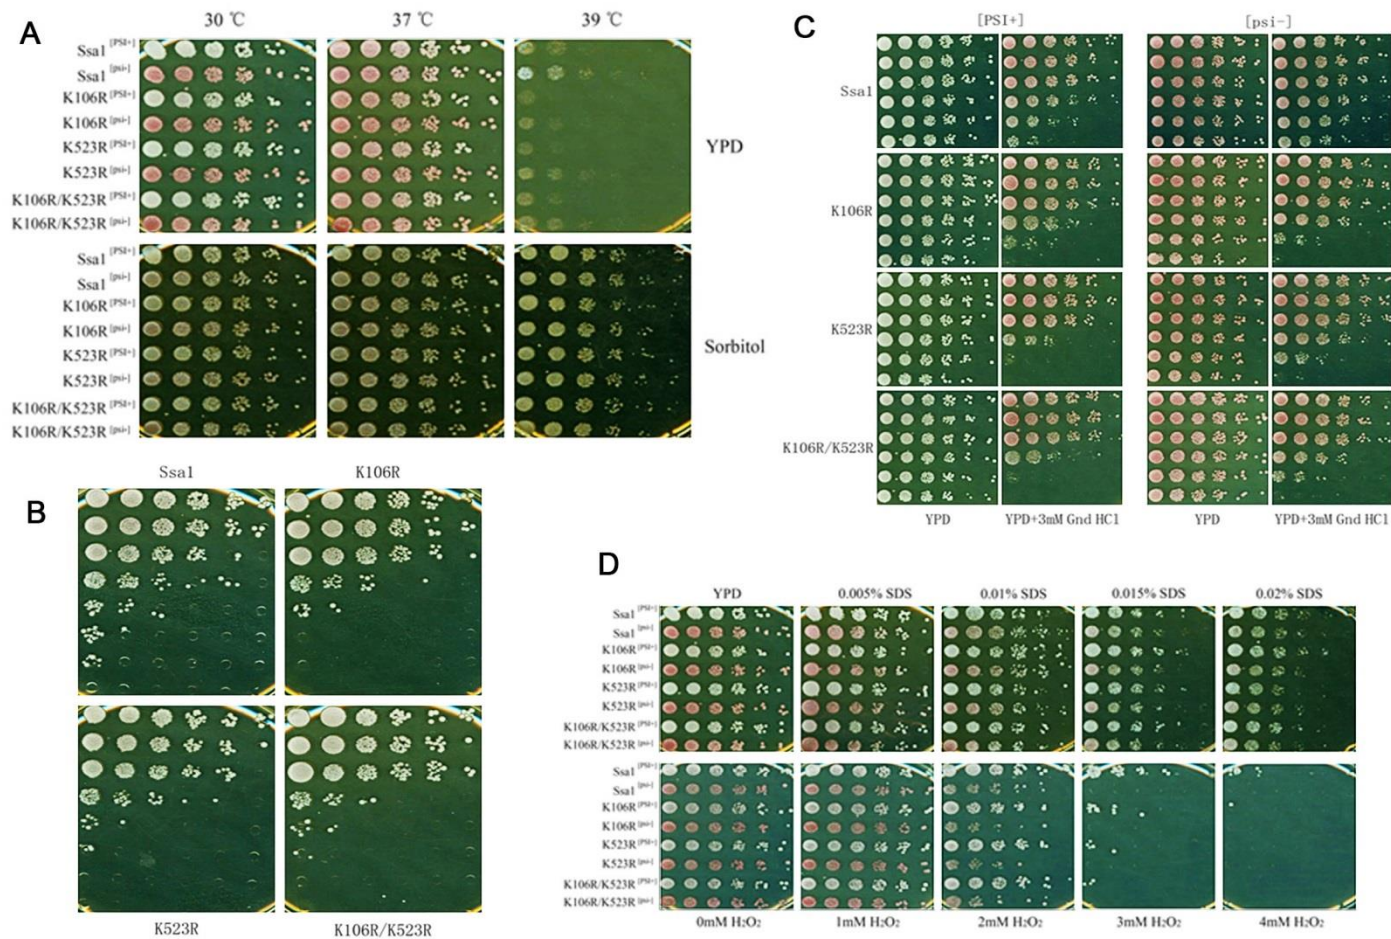 A
30 ℃ 37 ℃ 39 ℃
Ssa1 [PSI+]
Ssa1 [psi-]
K106R [PSI+]
K106R [psi-]
K523R [PSI+]
K523R [psi-]
K106R/K523R [PSI+]
K106R/K523R [psi-]
YPD
Ssa1 [PSI+]
Ssa1 [psi-]
K106R [PSI+]
K106R [psi-]
K523R [PSI+]
K523R [psi-]
K106R/K523R [PSI+]
K106R/K523R [psi-]
Sorbitol
B
Ssa1 K106R
K523R K106R/K523R
C
[PSI+] [psi-]
Ssa1
K106R
K523R
K106R/K523R
YPD YPD+3mM Gnd HCl YPD YPD+3mM Gnd HCl
D
YPD 0.005% SDS 0.01% SDS 0.015% SDS 0.02% SDS
Ssa1 [PSI+]
Ssa1 [psi-]
K106R [PSI+]
K106R [psi-]
K523R [PSI+]
K523R [psi-]
K106R/K523R [PSI+]
K106R/K523R [psi-]
Ssa1 [PSI+]
Ssa1 [psi-]
K106R [PSI+]
K106R [psi-]
K523R [PSI+]
K523R [psi-]
K106R/K523R [PSI+]
K106R/K523R [psi-]
0mM H₂O₂ 1mM H₂O₂ 2mM H₂O₂ 3mM H₂O₂ 4mM H₂O₂